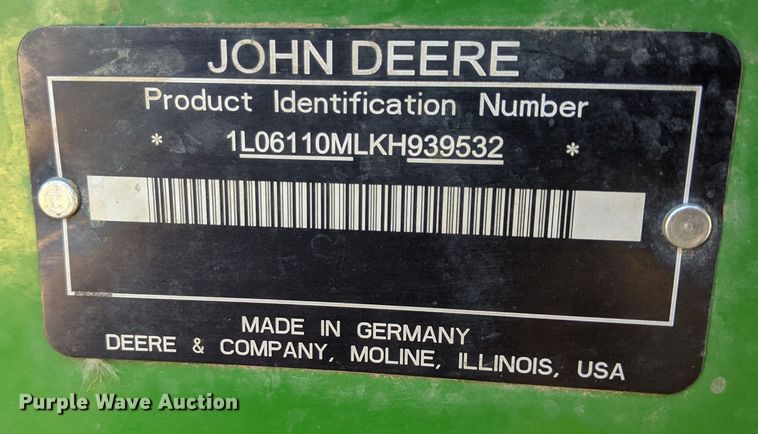 JOHN DEERE
Product Identification Number
* 1L06110MLKH939532 *
MADE IN GERMANY
DEERE & COMPANY, MOLINE, ILLINOIS, USA
Purple Wave Auction